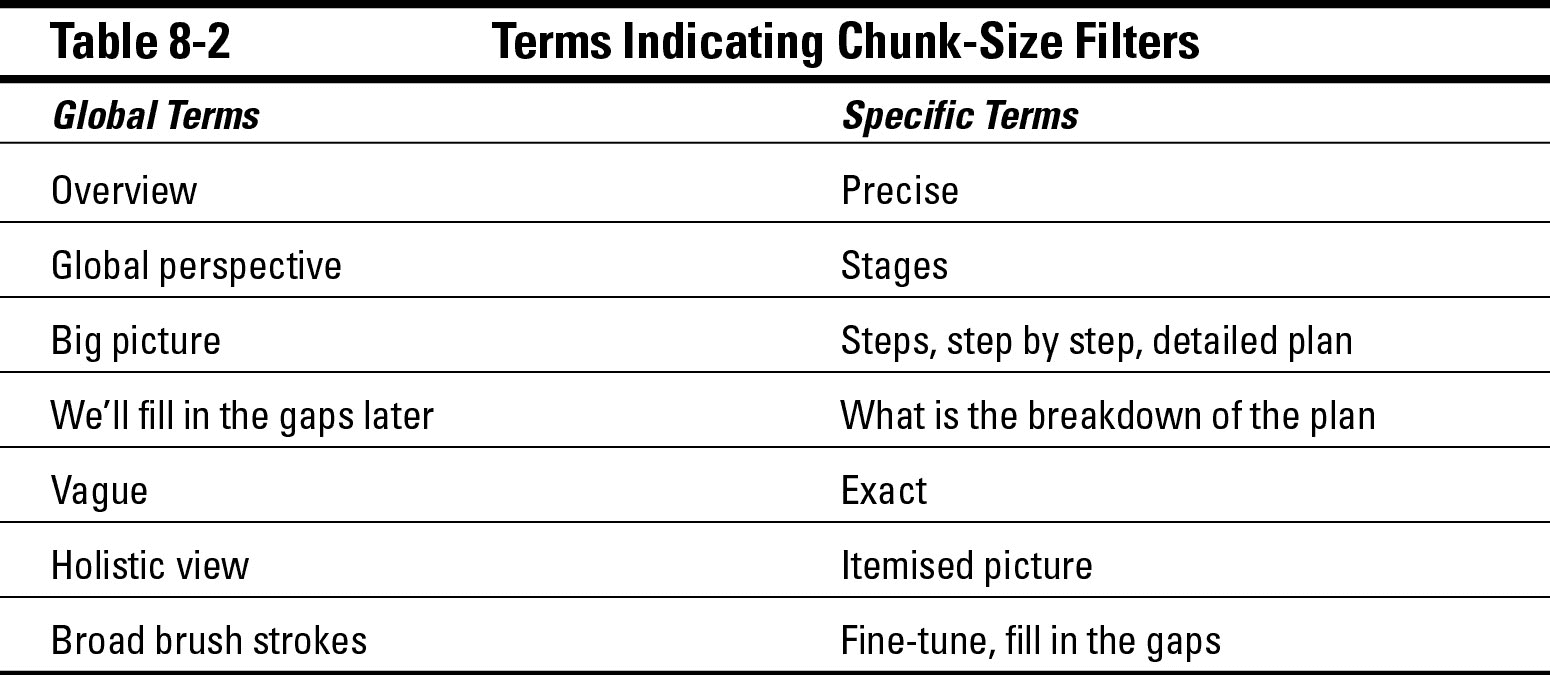 Table 8-2 Terms Indicating Chunk-Size Filters
Global Terms Specific Terms
Overview Precise
Global perspective Stages
Big picture Steps, step by step, detailed plan
We’ll fill in the gaps later What is the breakdown of the plan
Vague Exact
Holistic view Itemised picture
Broad brush strokes Fine-tune, fill in the gaps